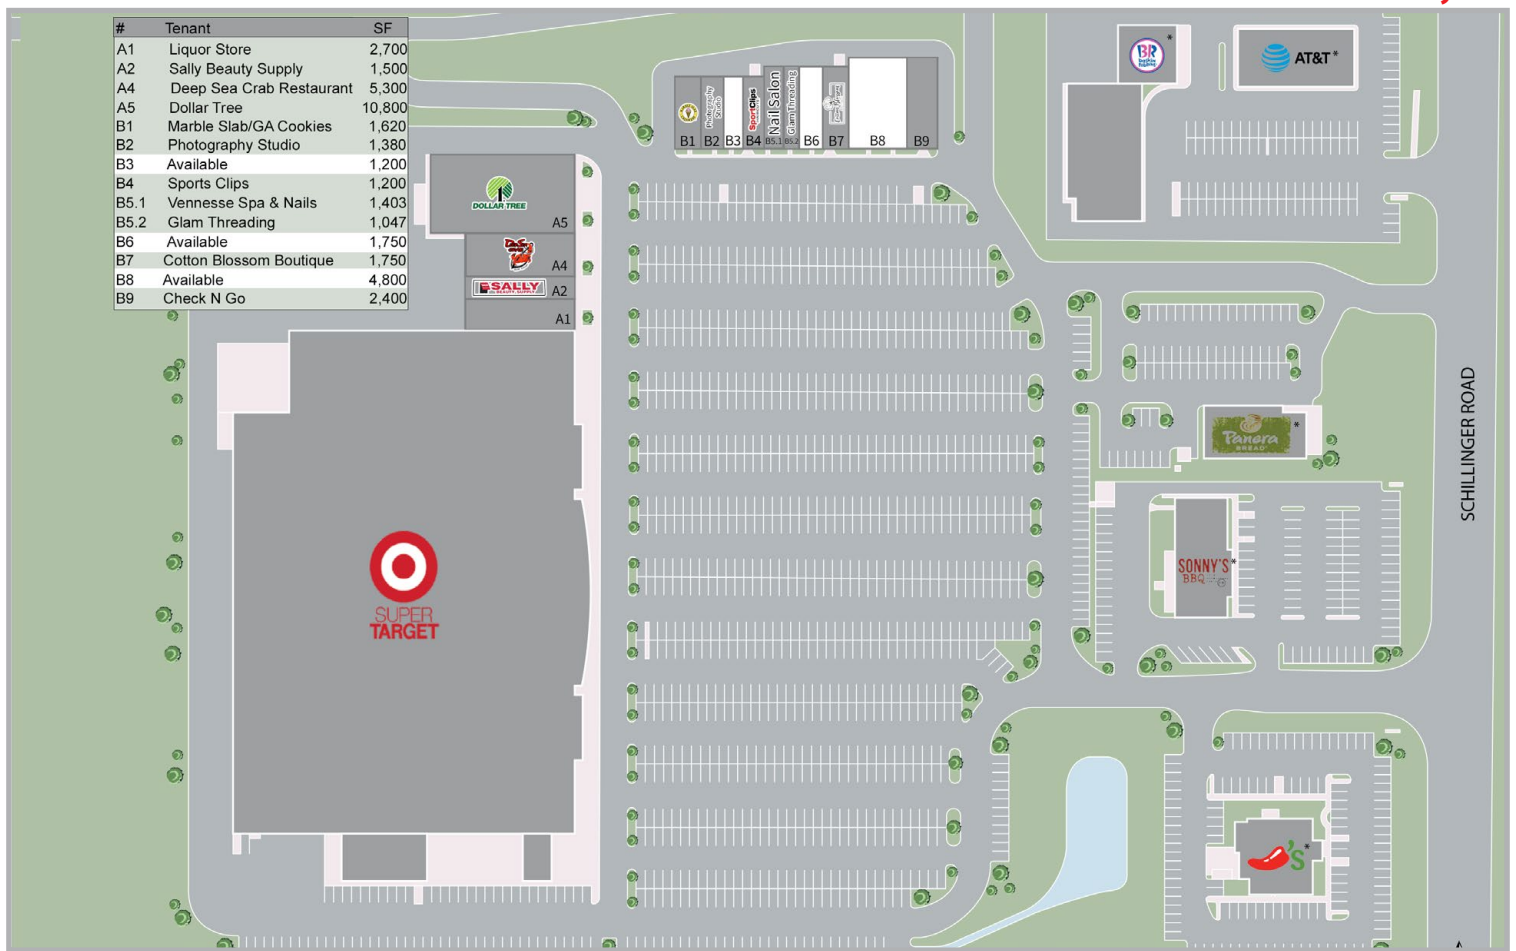 # Tenant SF
A1 Liquor Store 2,700
A2 Sally Beauty Supply 1,500
A4 Deep Sea Crab Restaurant 5,300
A5 Dollar Tree 10,800
B1 Marble Slab/GA Cookies 1,620
B2 Photography Studio 1,380
B3 Available 1,200
B4 Sports Clips 1,200
B5.1 Vennesse Spa & Nails 1,403
B5.2 Glam Threading 1,047
B6 Available 1,750
B7 Cotton Blossom Boutique 1,750
B8 Available 4,800
B9 Check N Go 2,400
Photography
Studio
SportClips
Nail Salon
Glam Threading
B1 B2 B3 B4 B5.1 B5.2 B6 B7 B8 B9
BR
*
AT&T*
DOLLAR TREE
A5
A4
SALLY
BEAUTY SUPPLY
A2
A1
SCHILLINGER ROAD
Panera
BREAD
*
SONNY'S*
BBQ
SUPER
TARGET
's*